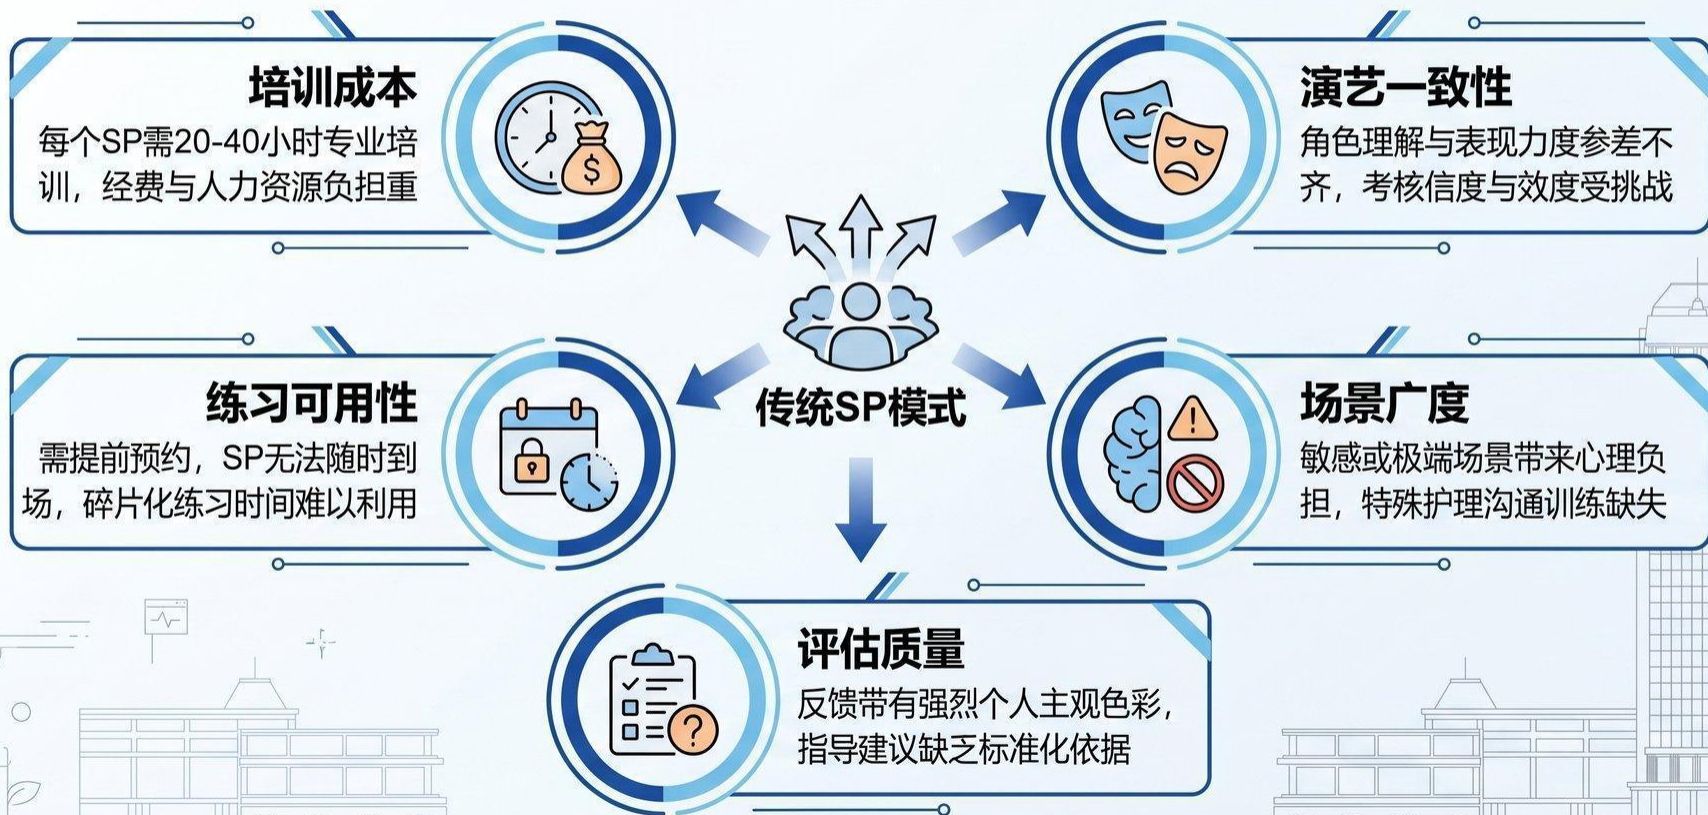 培训成本
每个SP需20-40小时专业培
训，经费与人力资源负担重
演艺一致性
角色理解与表现力度参差不
齐，考核信度与效度受挑战
传统SP模式
练习可用性
需提前预约，SP无法随时到
场，碎片化练习时间难以利用
场景广度
敏感或极端场景带来心理负
担，特殊护理沟通训练缺失
评估质量
反馈带有强烈个人主观色彩，
指导建议缺乏标准化依据
$
?